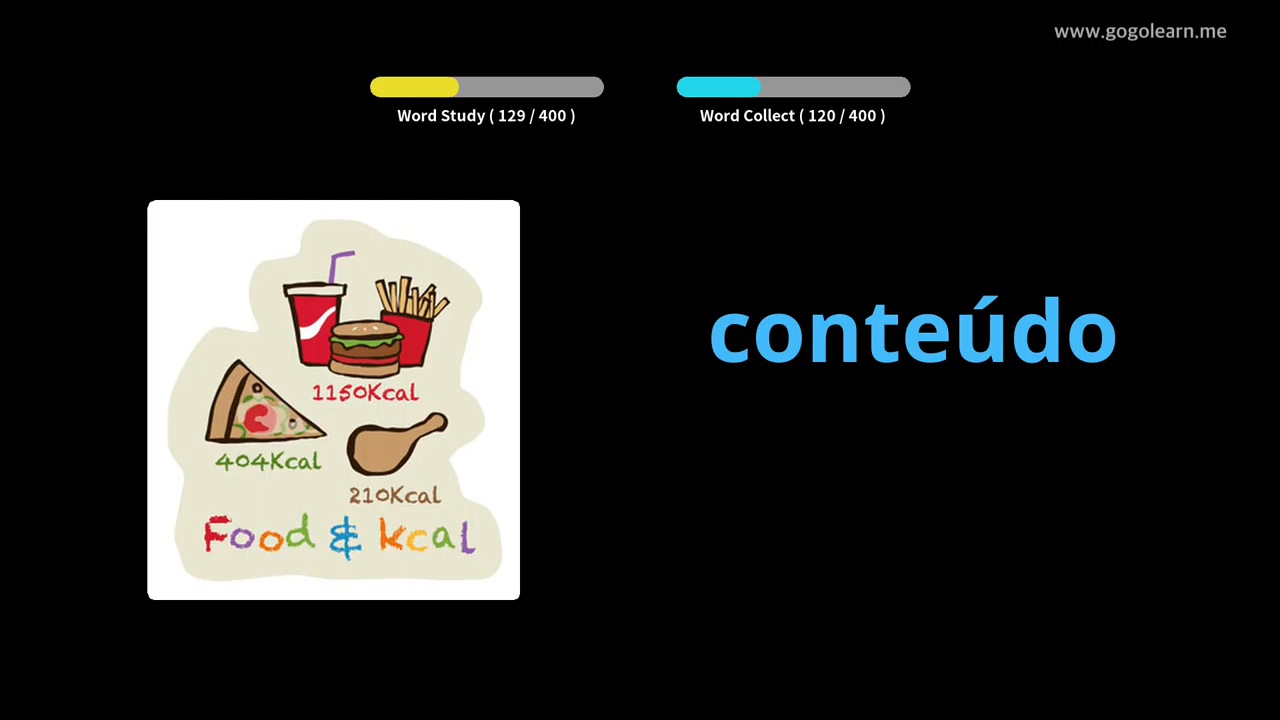 www.gogolearn.me
Word Study ( 129 / 400 )
Word Collect ( 120 / 400 )
1150Kcal
404Kcal
210Kcal
Food & kcal
conteúdo